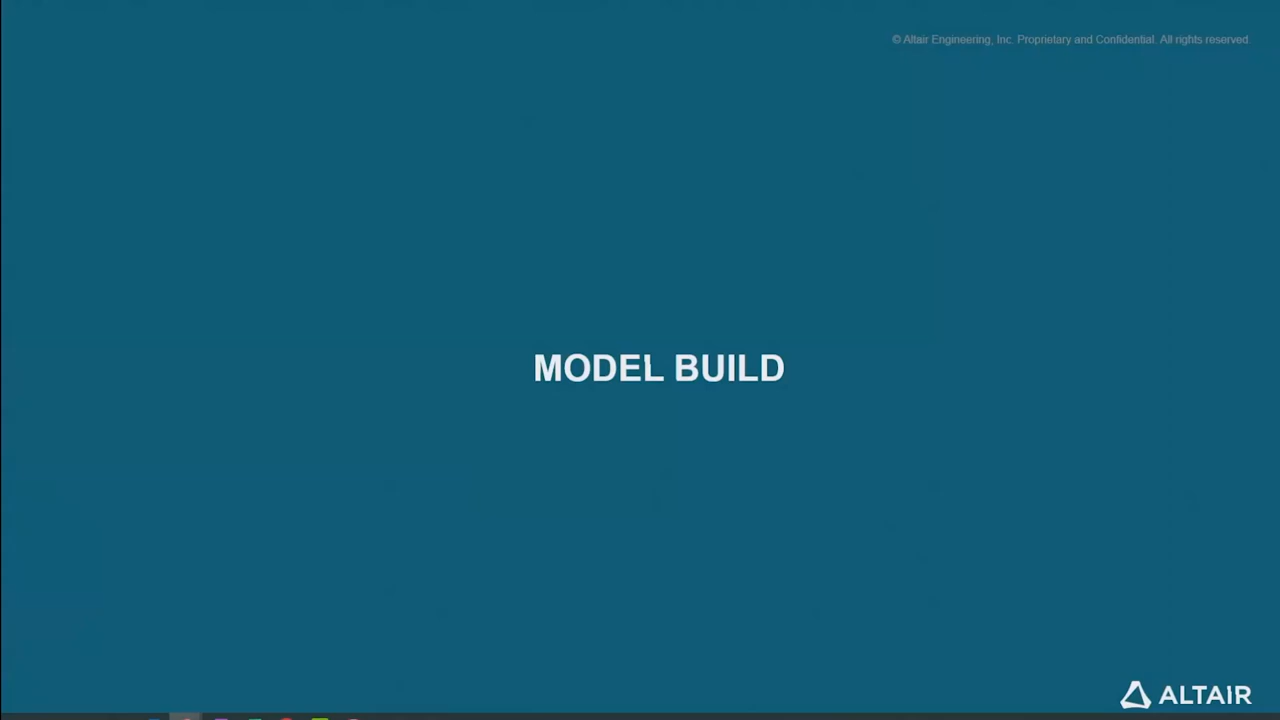 © Altair Engineering, Inc. Proprietary and Confidential. All rights reserved.
MODEL BUILD
ALTAIR